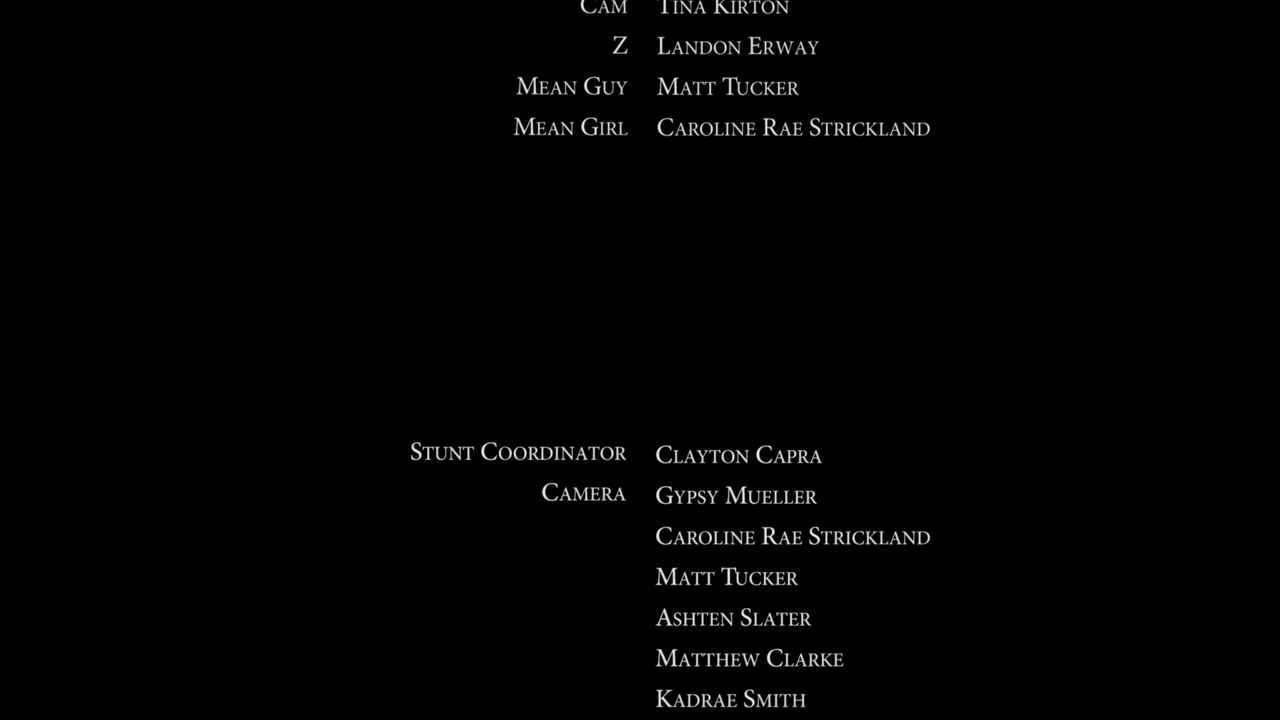 Cam Tina Kirton
Z Landon Erway
Mean Guy Matt Tucker
Mean Girl Caroline Rae Strickland
Stunt Coordinator Clayton Capra
Camera Gypsy Mueller
Caroline Rae Strickland
Matt Tucker
Ashten Slater
Matthew Clarke
Kadrae Smith